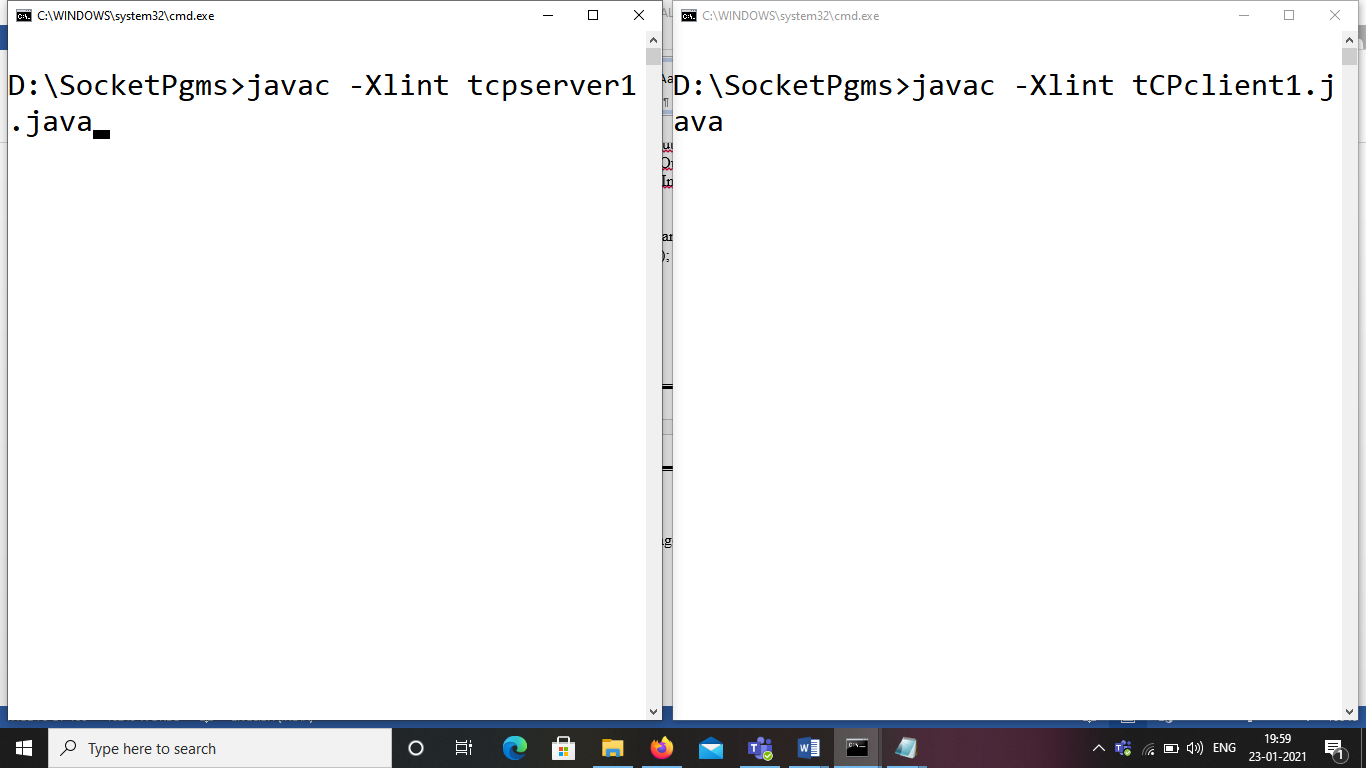 C:\WINDOWS\system32\cmd.exe
D:\SocketPgms>javac -Xlint tcpserver1
.java
C:\WINDOWS\system32\cmd.exe
D:\SocketPgms>javac -Xlint tCPclient1.j
ava
);
Type here to search
ENG
19:59
23-01-2021
1